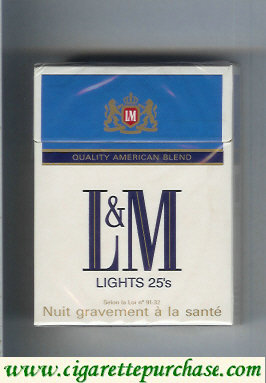 LM
QUALITY AMERICAN BLEND
L&M
LIGHTS 25's
Selon la Loi n° 91-32
Nuit gravement à la santé
www.cigarettepurchase.com